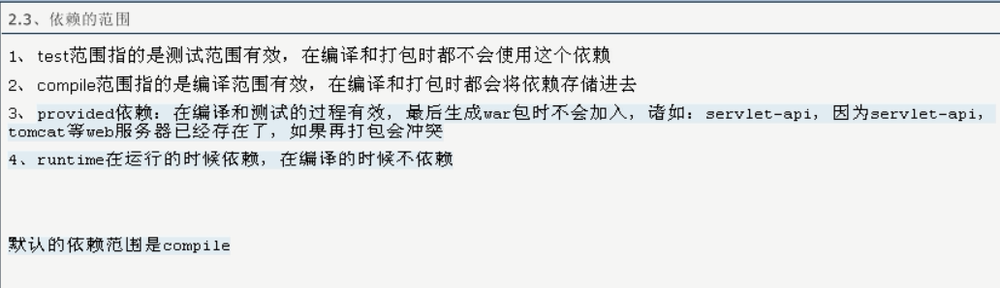 2.3、依赖的范围
1、test范围指的是测试范围有效，在编译和打包时都不会使用这个依赖
2、compile范围指的是编译范围有效，在编译和打包时都会将依赖存储进去
3、provided依赖：在编译和测试的过程有效，最后生成war包时不会加入，诸如：servlet-api，因为servlet-api，
tomcat等web服务器已经存在了，如果再打包会冲突
4、runtime在运行的时候依赖，在编译的时候不依赖
默认的依赖范围是compile